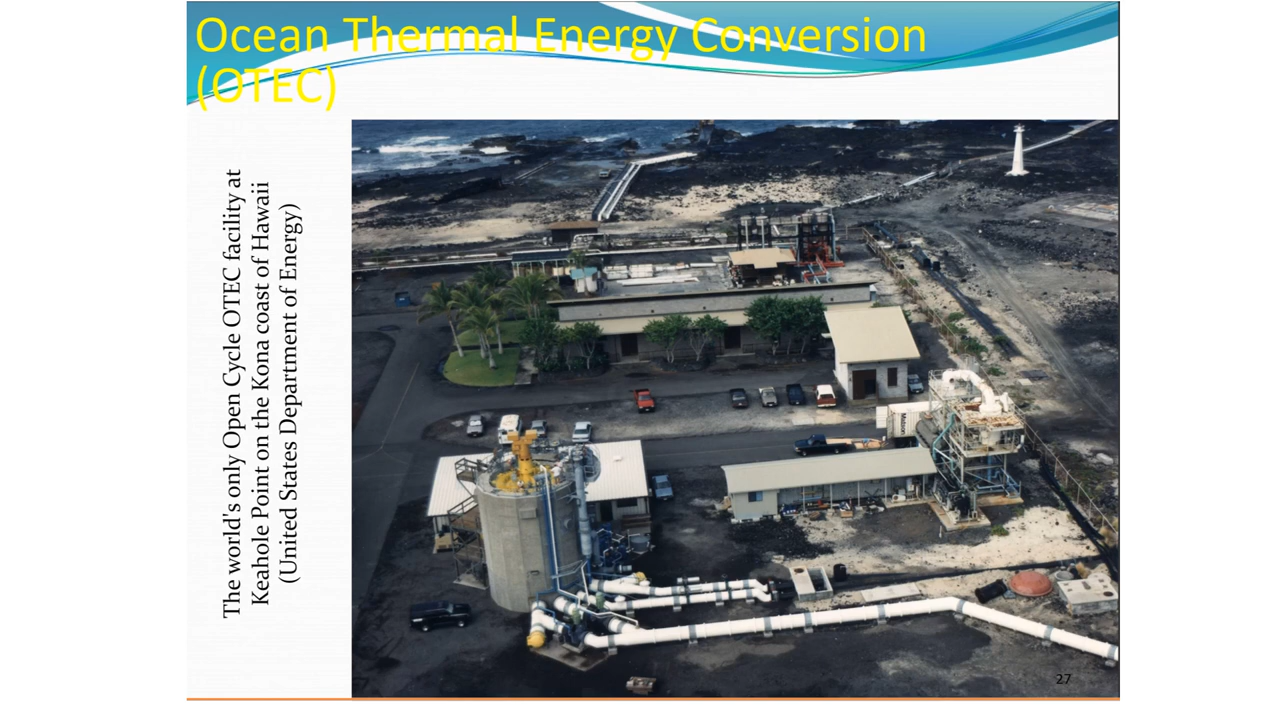 Ocean Thermal Energy Conversion
(OTEC)
The world's only Open Cycle OTEC facility at
Keahole Point on the Kona coast of Hawaii
(United States Department of Energy)
Matson
27